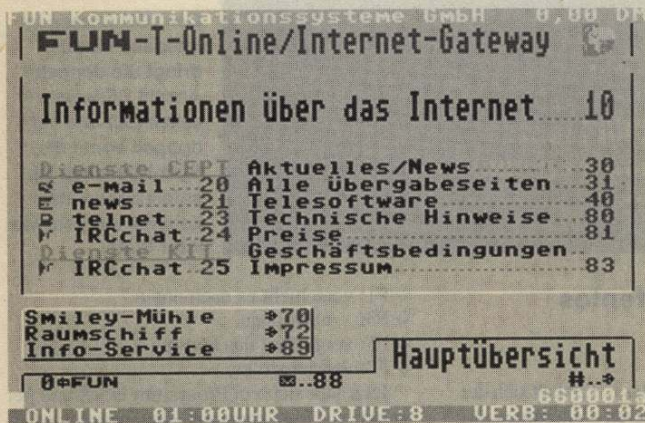 FUN Kommunikationssysteme GmbH 0,00 DM
FUN-T-Online/Internet-Gateway
Informationen über das Internet 10
Dienste CEPT
e-mail 20
news 21
telnet 23
IRCchat 24
Dienste KIT
IRCchat 25
Aktuelles/News 30
Alle Übergabeseiten 31
Telesoftware 40
Technische Hinweise 80
Preise 81
Geschäftsbedingungen
Impressum 83
Smiley-Mühle *70
Raumschiff *72
Info-Service *89
Hauptübersicht
0 FUN ..88 #..*
660001a
ONLINE 01:00UHR DRIVE:8 VERB: 00:02